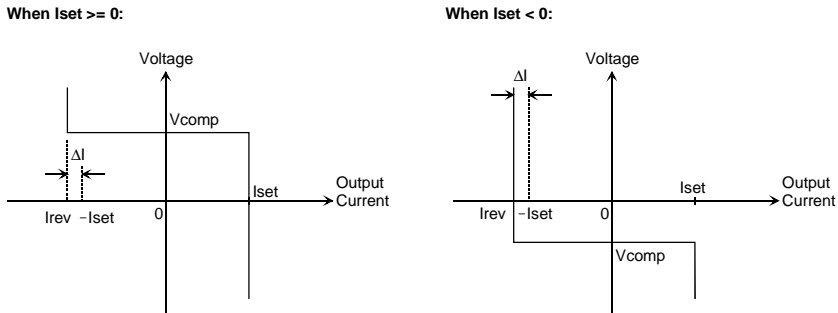 When Iset >= 0:
When Iset < 0:
Voltage
Vcomp
ΔI
Iset
Output
Current
Irev
−Iset
0
Voltage
ΔI
Iset
Output
Current
Irev
−Iset
0
Vcomp